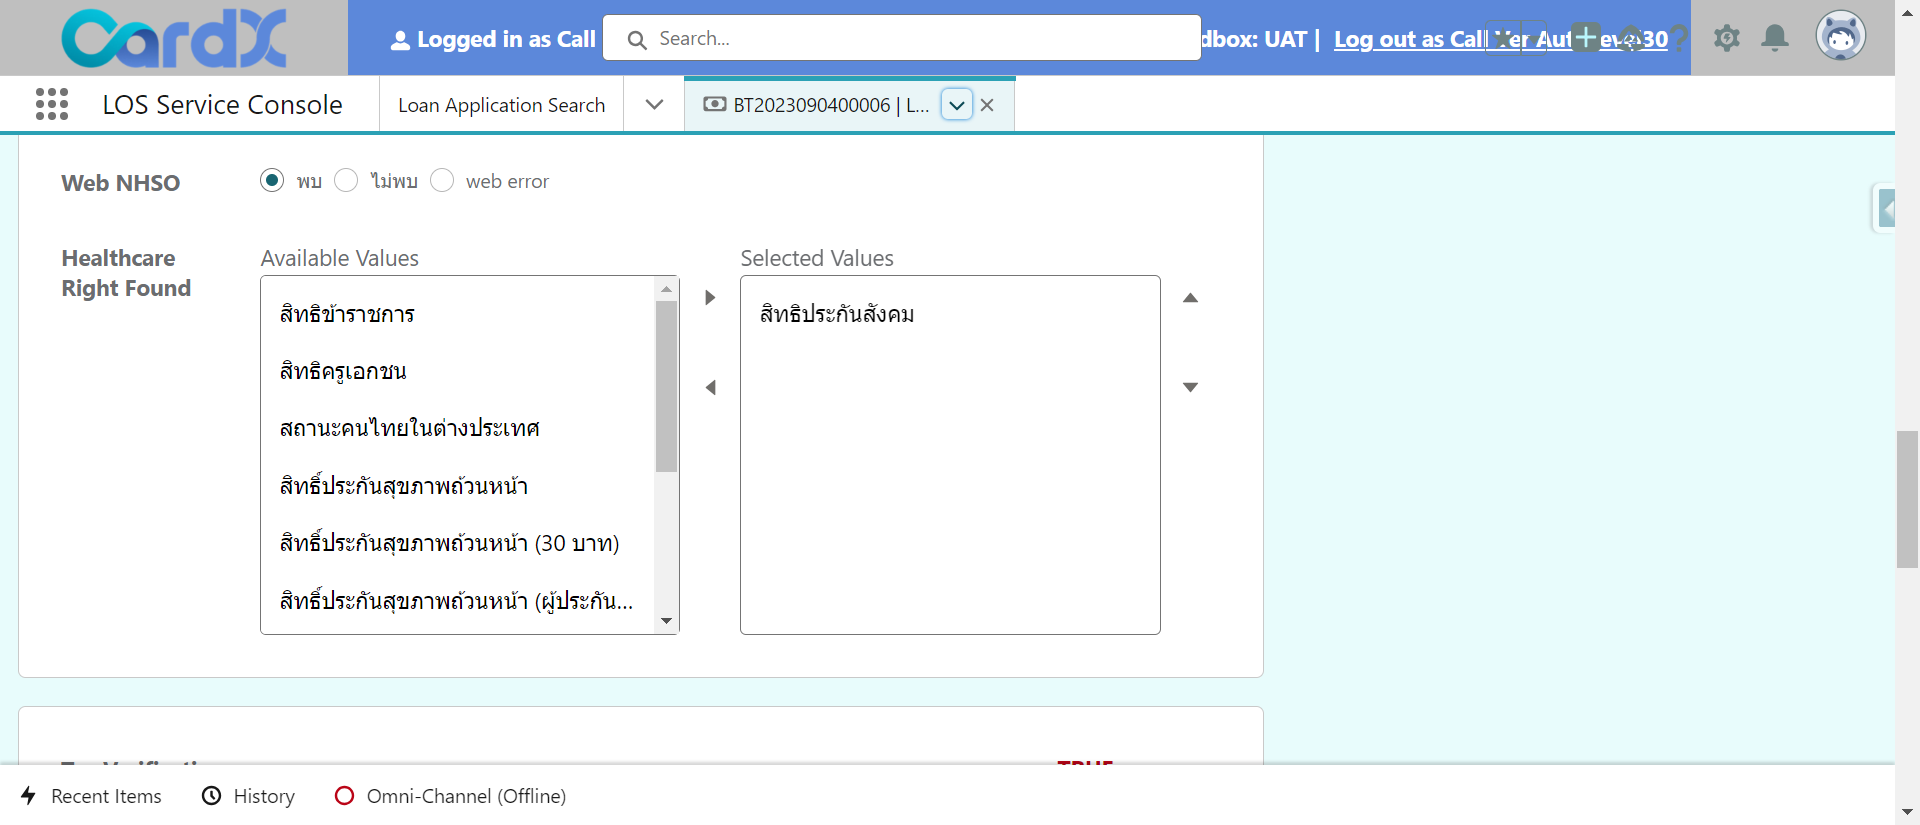 CardX
Logged in as Call
Search...
dbox: UAT |
Log out as Call Ver Aut
LOS Service Console
Loan Application Search
BT2023090400006 | L...
Web NHSO
พบ
ไม่พบ
web error
Healthcare
Right Found
Available Values
Selected Values
สิทธิข้าราชการ
สิทธิประกันสังคม
สิทธิครูเอกชน
สถานะคนไทยในต่างประเทศ
สิทธิ์ประกันสุขภาพถ้วนหน้า
สิทธิ์ประกันสุขภาพถ้วนหน้า (30 บาท)
สิทธิ์ประกันสุขภาพถ้วนหน้า (ผู้ประกัน...
Recent Items
History
Omni-Channel (Offline)